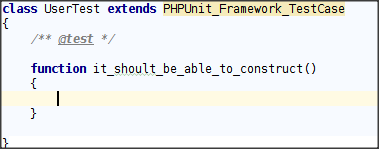 class UserTest extends PHPUnit_Framework_TestCase
{
/** @test */
function it_shoult_be_able_to_construct()
{
}
}